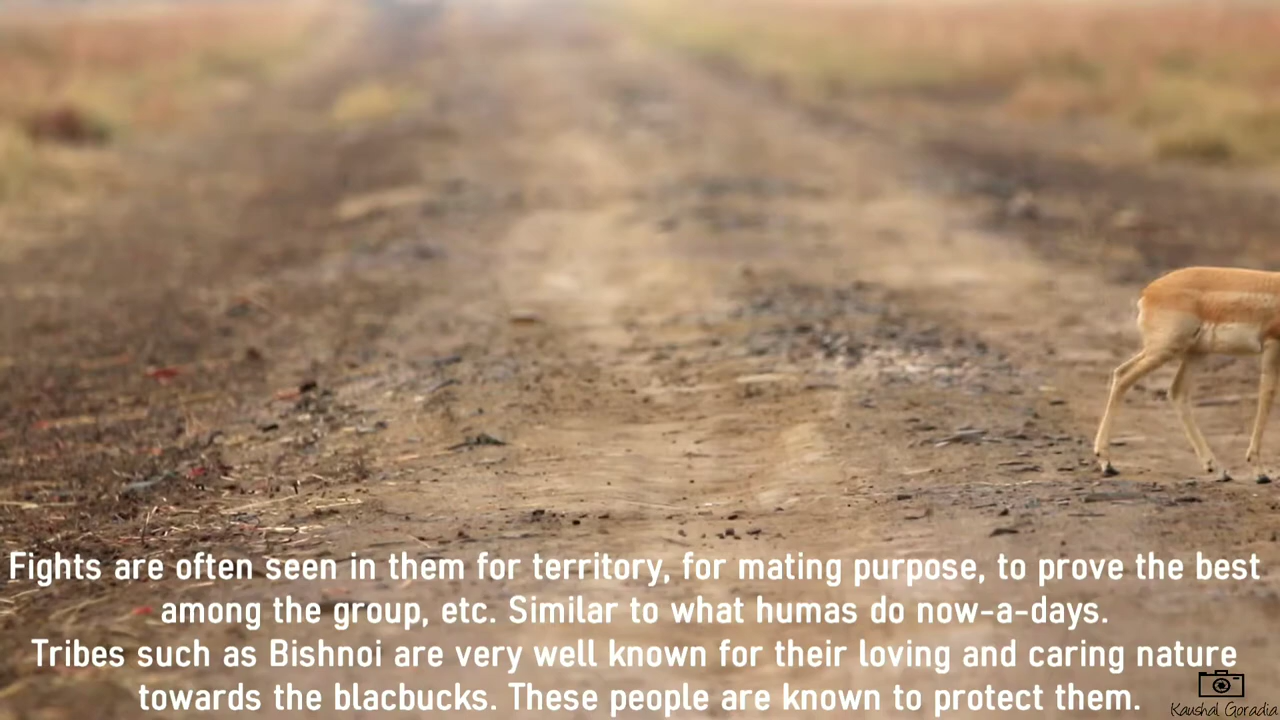 Fights are often seen in them for territory, for mating purpose, to prove the best
among the group, etc. Similar to what humas do now-a-days.
Tribes such as Bishnoi are very well known for their loving and caring nature
towards the blacbucks. These people are known to protect them.
Kaushal Goradia